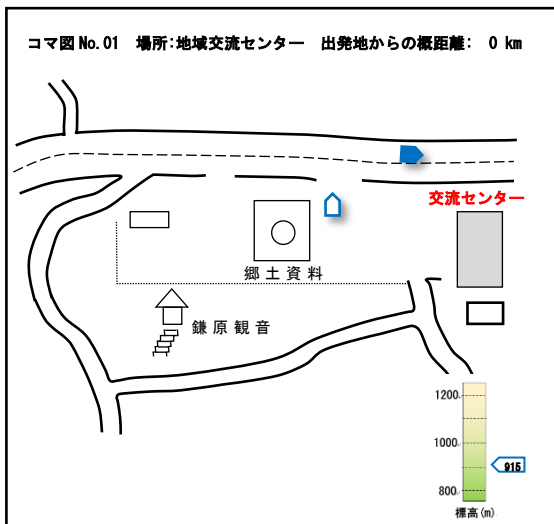 コマ図 No.01 場所:地域交流センター 出発地からの概距離: 0 km
交流センター
郷土資料
鎌原観音
1200
1000
915
800
標高(m)